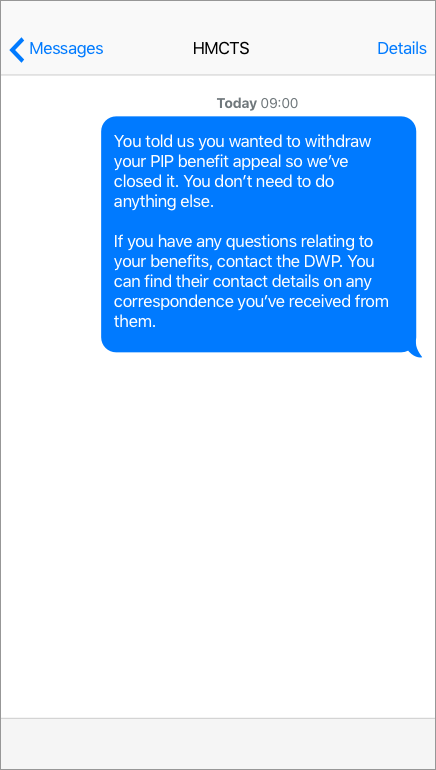 Messages HMCTS Details
Today 09:00
You told us you wanted to withdraw
your PIP benefit appeal so we’ve
closed it. You don’t need to do
anything else.
If you have any questions relating to
your benefits, contact the DWP. You
can find their contact details on any
correspondence you’ve received from
them.